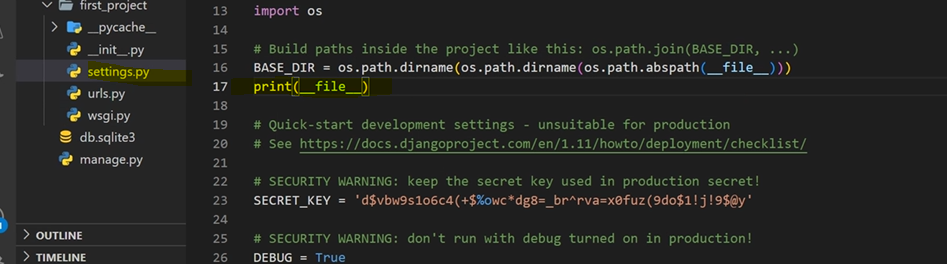 first_project
__pycache__
__init__.py
settings.py
urls.py
wsgi.py
db.sqlite3
manage.py
OUTLINE
TIMELINE
13 import os
14
15 # Build paths inside the project like this: os.path.join(BASE_DIR, ...)
16 BASE_DIR = os.path.dirname(os.path.dirname(os.path.abspath(__file__)))
17 print(__file__)
18
19 # Quick-start development settings - unsuitable for production
20 # See https://docs.djangoproject.com/en/1.11/howto/deployment/checklist/
21
22 # SECURITY WARNING: keep the secret key used in production secret!
23 SECRET_KEY = 'd$vbw9s1o6c4(+$%owc*dg8=_br^rva=x0fuz(9do$1!j!9$@y'
24
25 # SECURITY WARNING: don't run with debug turned on in production!
26 DEBUG = True